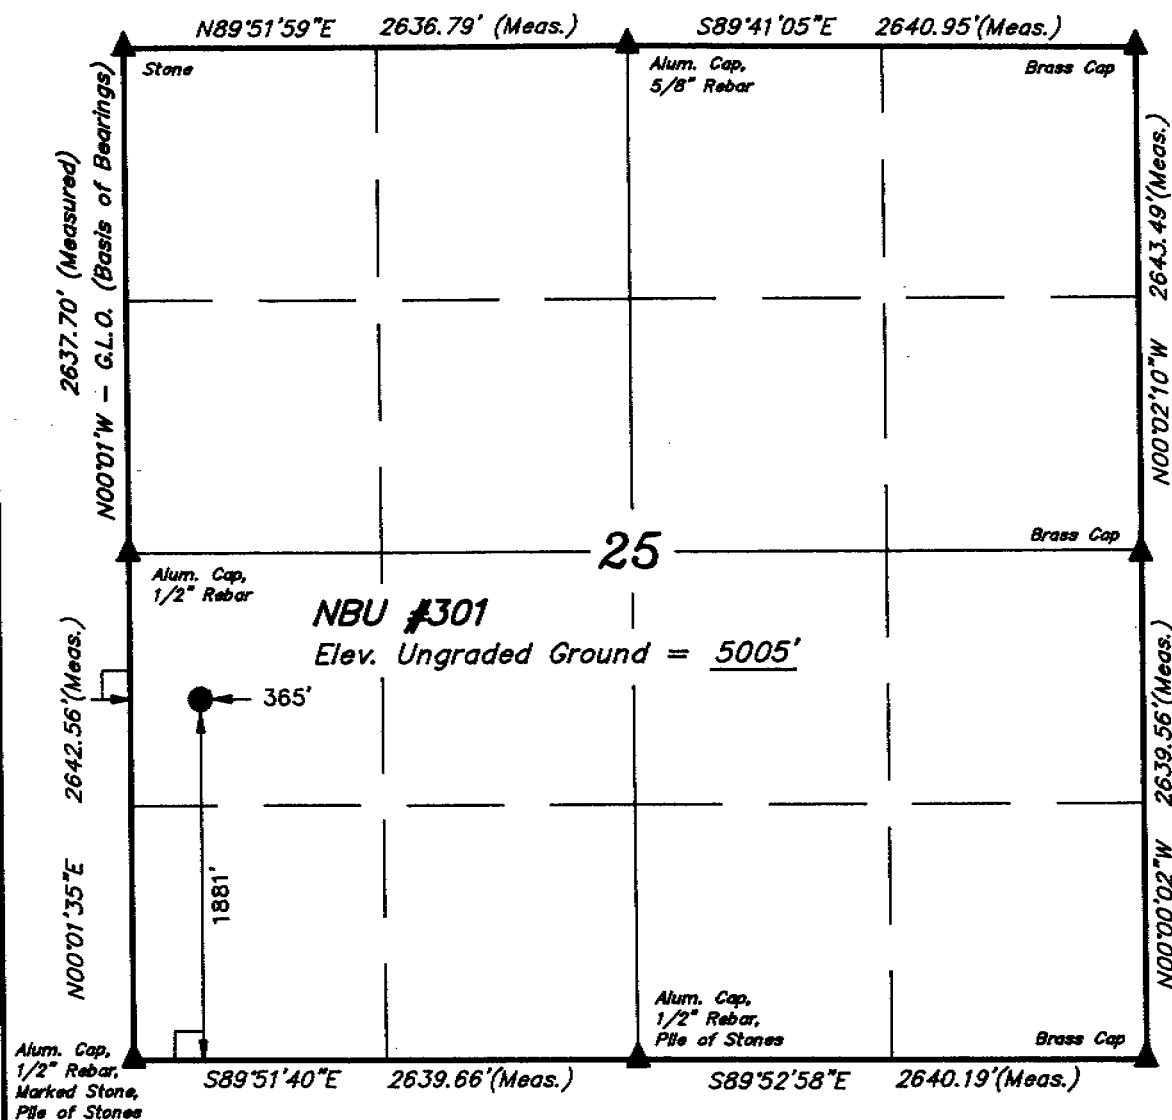 N89°51'59"E 2636.79' (Meas.)
S89°41'05"E 2640.95'(Meas.)
Stone
Alum. Cap,
5/8" Rebar
Brass Cap
2637.70' (Measured)
N00°01'W - G.L.O. (Basis of Bearings)
2643.49'(Meas.)
N00°02'10"W
25
Brass Cap
Alum. Cap,
1/2" Rebar
NBU #301
Elev. Ungraded Ground = 5005'
365'
2642.56'(Meas.)
N00°01'35"E
1881'
2639.56'(Meas.)
N00°00'02"W
Alum. Cap,
1/2" Rebar,
Pile of Stones
Brass Cap
Alum. Cap,
1/2" Rebar,
Marked Stone,
Pile of Stones
S89°51'40"E 2639.66'(Meas.)
S89°52'58"E 2640.19'(Meas.)